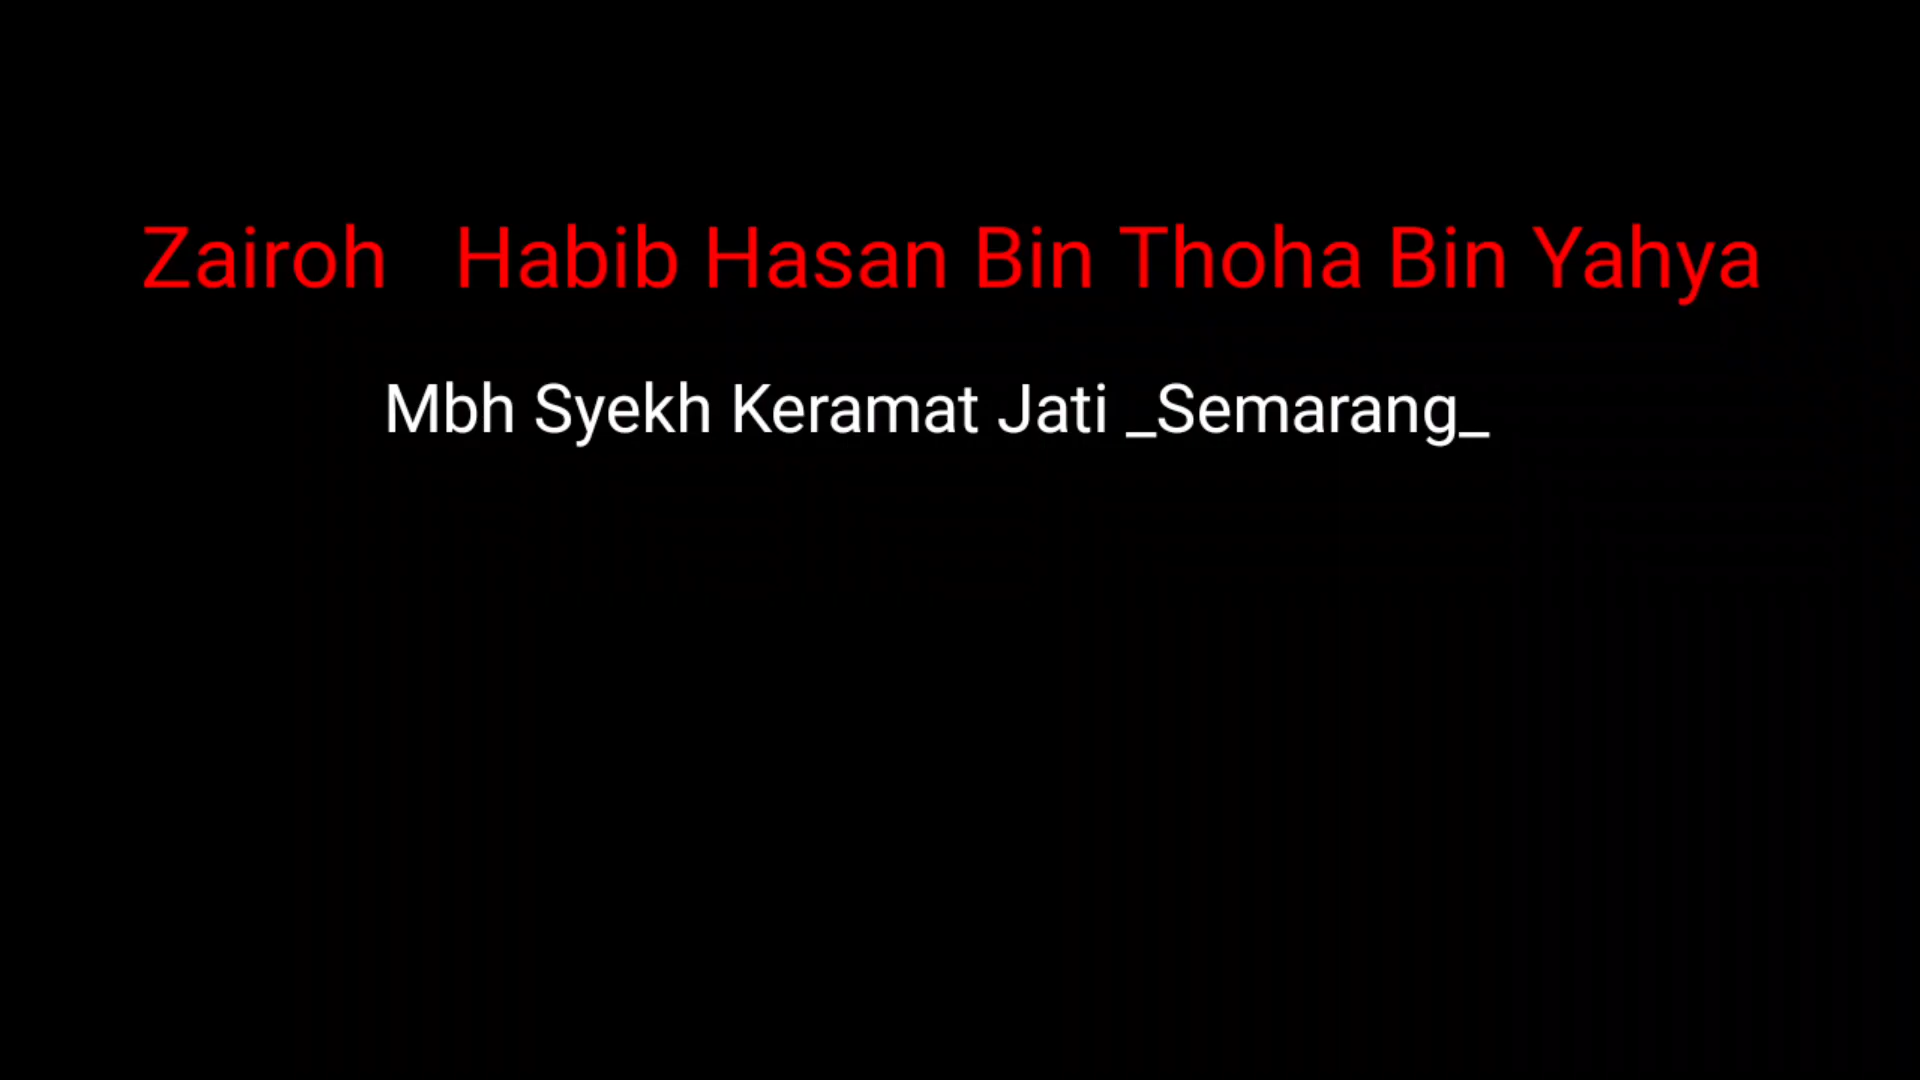 Zairoh Habib Hasan Bin Thoha Bin Yahya
Mbh Syekh Keramat Jati _Semarang_